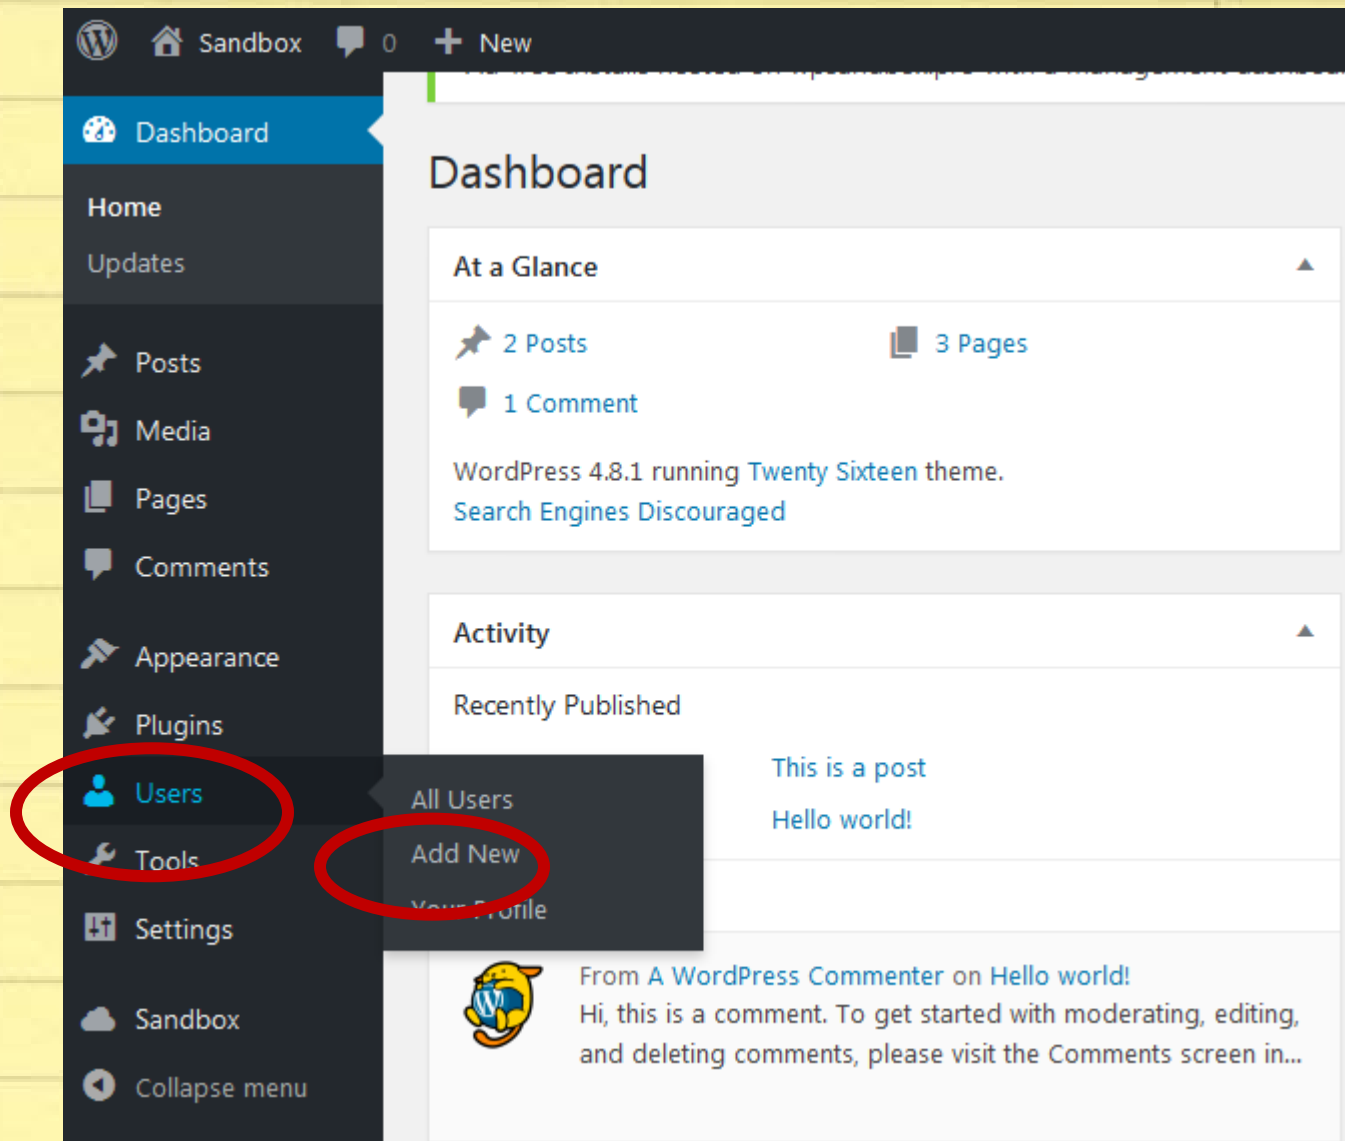 Sandbox 0 New
Dashboard
Home
Updates
Posts
Media
Pages
Comments
Appearance
Plugins
Users
Tools
Settings
Sandbox
Collapse menu
All Users
Add New
Your Profile
Dashboard
At a Glance
2 Posts 3 Pages
1 Comment
WordPress 4.8.1 running Twenty Sixteen theme.
Search Engines Discouraged
Activity
Recently Published
This is a post
Hello world!
From A WordPress Commenter on Hello world!
Hi, this is a comment. To get started with moderating, editing,
and deleting comments, please visit the Comments screen in...